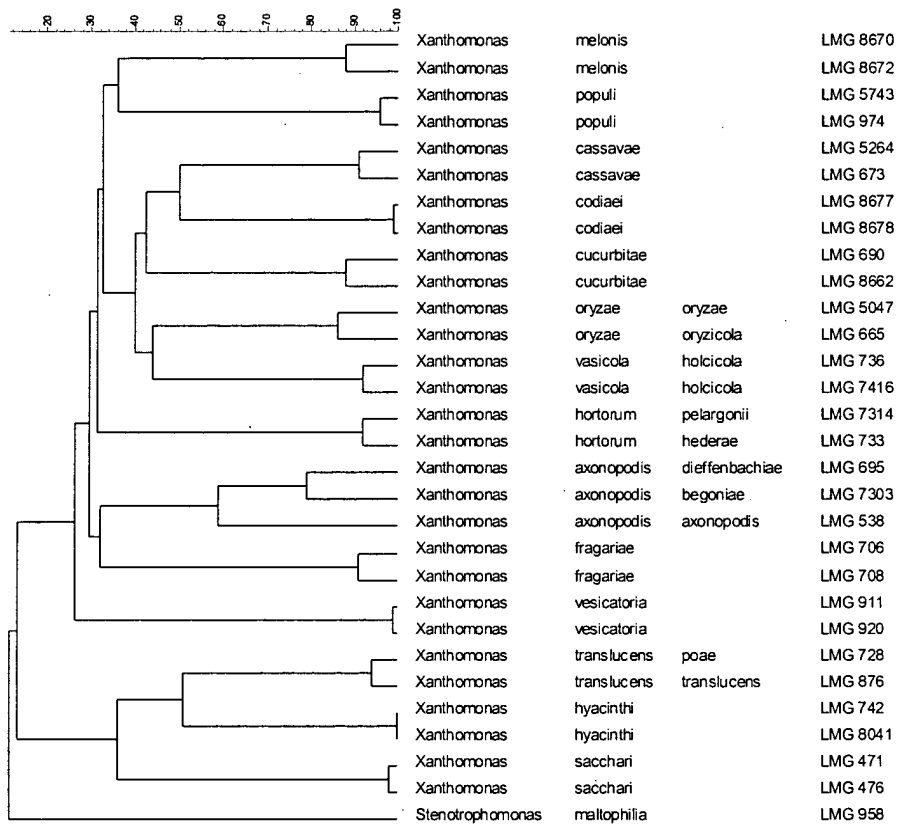 20 30 40 50 60 70 80 90 100
Xanthomonas melonis LMG 8670
Xanthomonas melonis LMG 8672
Xanthomonas populi LMG 5743
Xanthomonas populi LMG 974
Xanthomonas cassavae LMG 5264
Xanthomonas cassavae LMG 673
Xanthomonas codiaei LMG 8677
Xanthomonas codiaei LMG 8678
Xanthomonas cucurbitae LMG 690
Xanthomonas cucurbitae LMG 8662
Xanthomonas oryzae oryzae LMG 5047
Xanthomonas oryzae oryzicola LMG 665
Xanthomonas vasicola holcicola LMG 736
Xanthomonas vasicola holcicola LMG 7416
Xanthomonas hortorum pelargonii LMG 7314
Xanthomonas hortorum hederae LMG 733
Xanthomonas axonopodis dieffenbachiae LMG 695
Xanthomonas axonopodis begoniae LMG 7303
Xanthomonas axonopodis axonopodis LMG 538
Xanthomonas fragariae LMG 706
Xanthomonas fragariae LMG 708
Xanthomonas vesicatoria LMG 911
Xanthomonas vesicatoria LMG 920
Xanthomonas translucens poae LMG 728
Xanthomonas translucens translucens LMG 876
Xanthomonas hyacinthi LMG 742
Xanthomonas hyacinthi LMG 8041
Xanthomonas sacchari LMG 471
Xanthomonas sacchari LMG 476
Stenotrophomonas maltophilia LMG 958